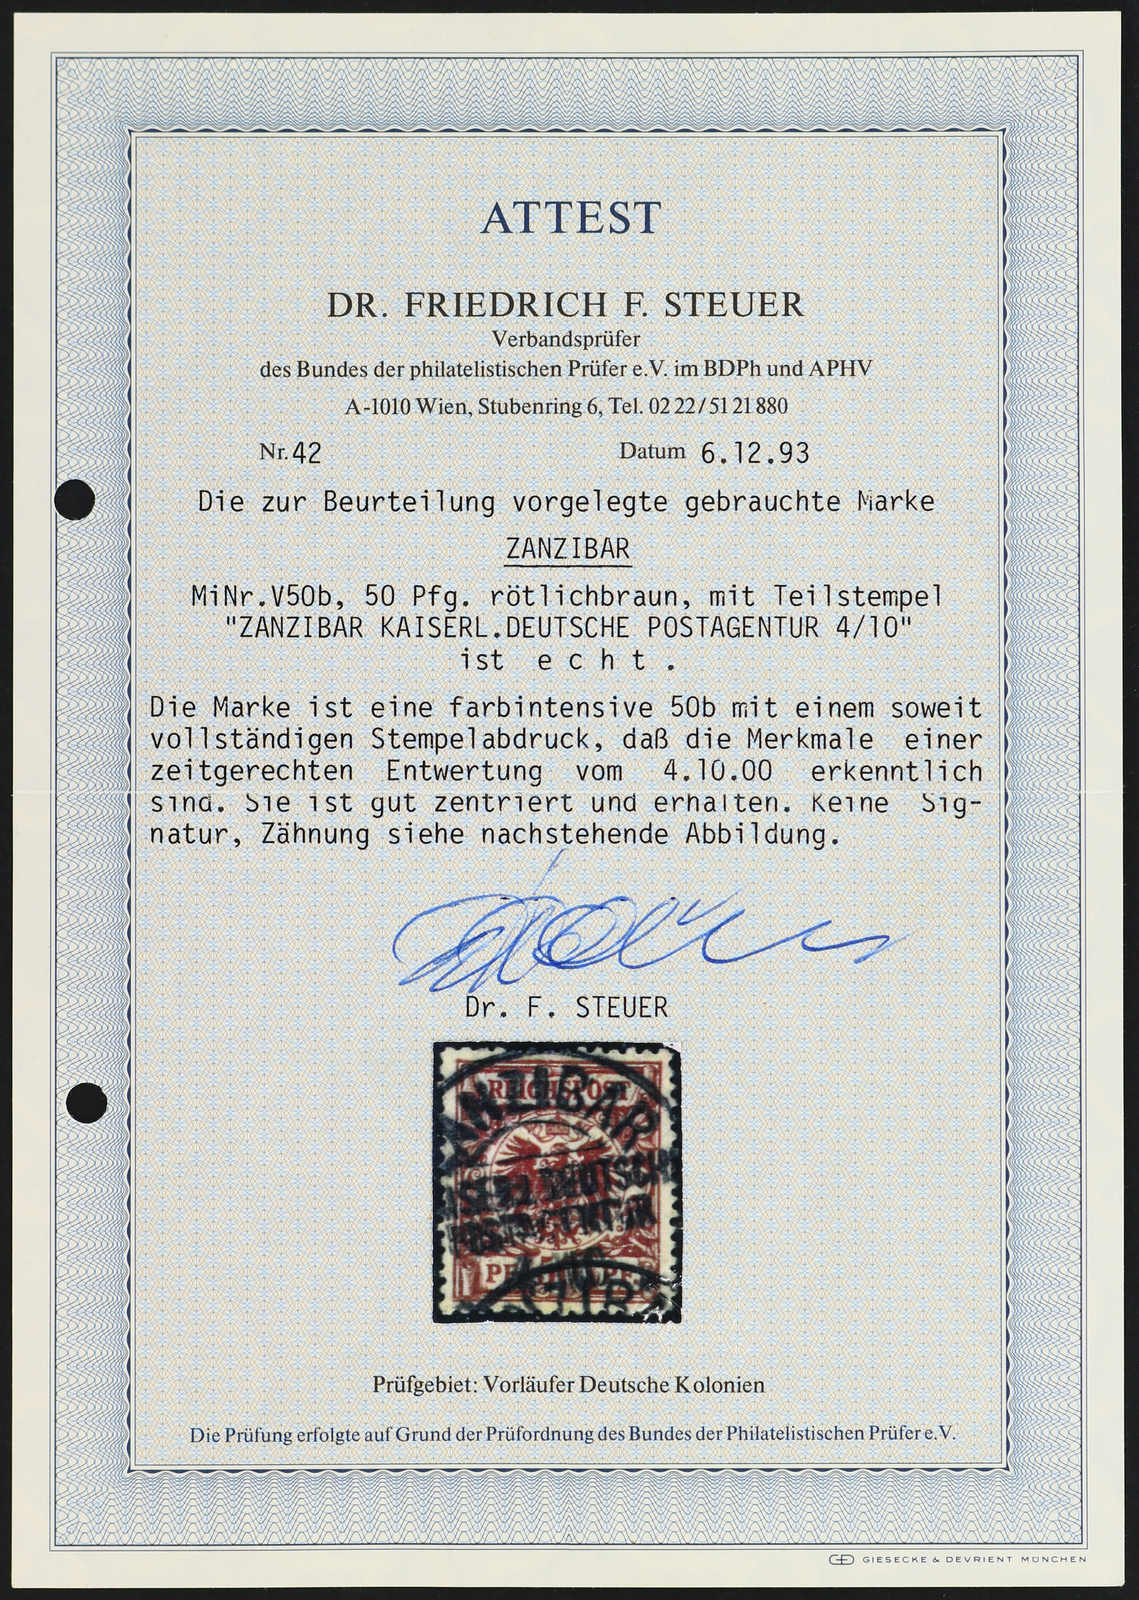 ATTEST
DR. FRIEDRICH F. STEUER
Verbandsprüfer
des Bundes der philatelistischen Prüfer e.V. im BDPh und APHV
A-1010 Wien, Stubenring 6, Tel. 02 22 / 51 21 880
Nr. 42 Datum 6.12.93
Die zur Beurteilung vorgelegte gebrauchte Marke
ZANZIBAR
MiNr.V50b, 50 Pfg. rötlichbraun, mit Teilstempel
"ZANZIBAR KAISERL.DEUTSCHE POSTAGENTUR 4/10"
ist e c h t .
Die Marke ist eine farbintensive 50b mit einem soweit
vollständigen Stempelabdruck, daß die Merkmale einer
zeitgerechten Entwertung vom 4.10.00 erkenntlich
sind. Sie ist gut zentriert und erhalten. Keine Sig-
natur, Zähnung siehe nachstehende Abbildung.
Dr. F. STEUER
REICHSPOST
ANZIBAR
DEUTSCH
Prüfgebiet: Vorläufer Deutsche Kolonien
Die Prüfung erfolgte auf Grund der Prüfordnung des Bundes der Philatelistischen Prüfer e.V.
GIESECKE & DEVRIENT MÜNCHEN